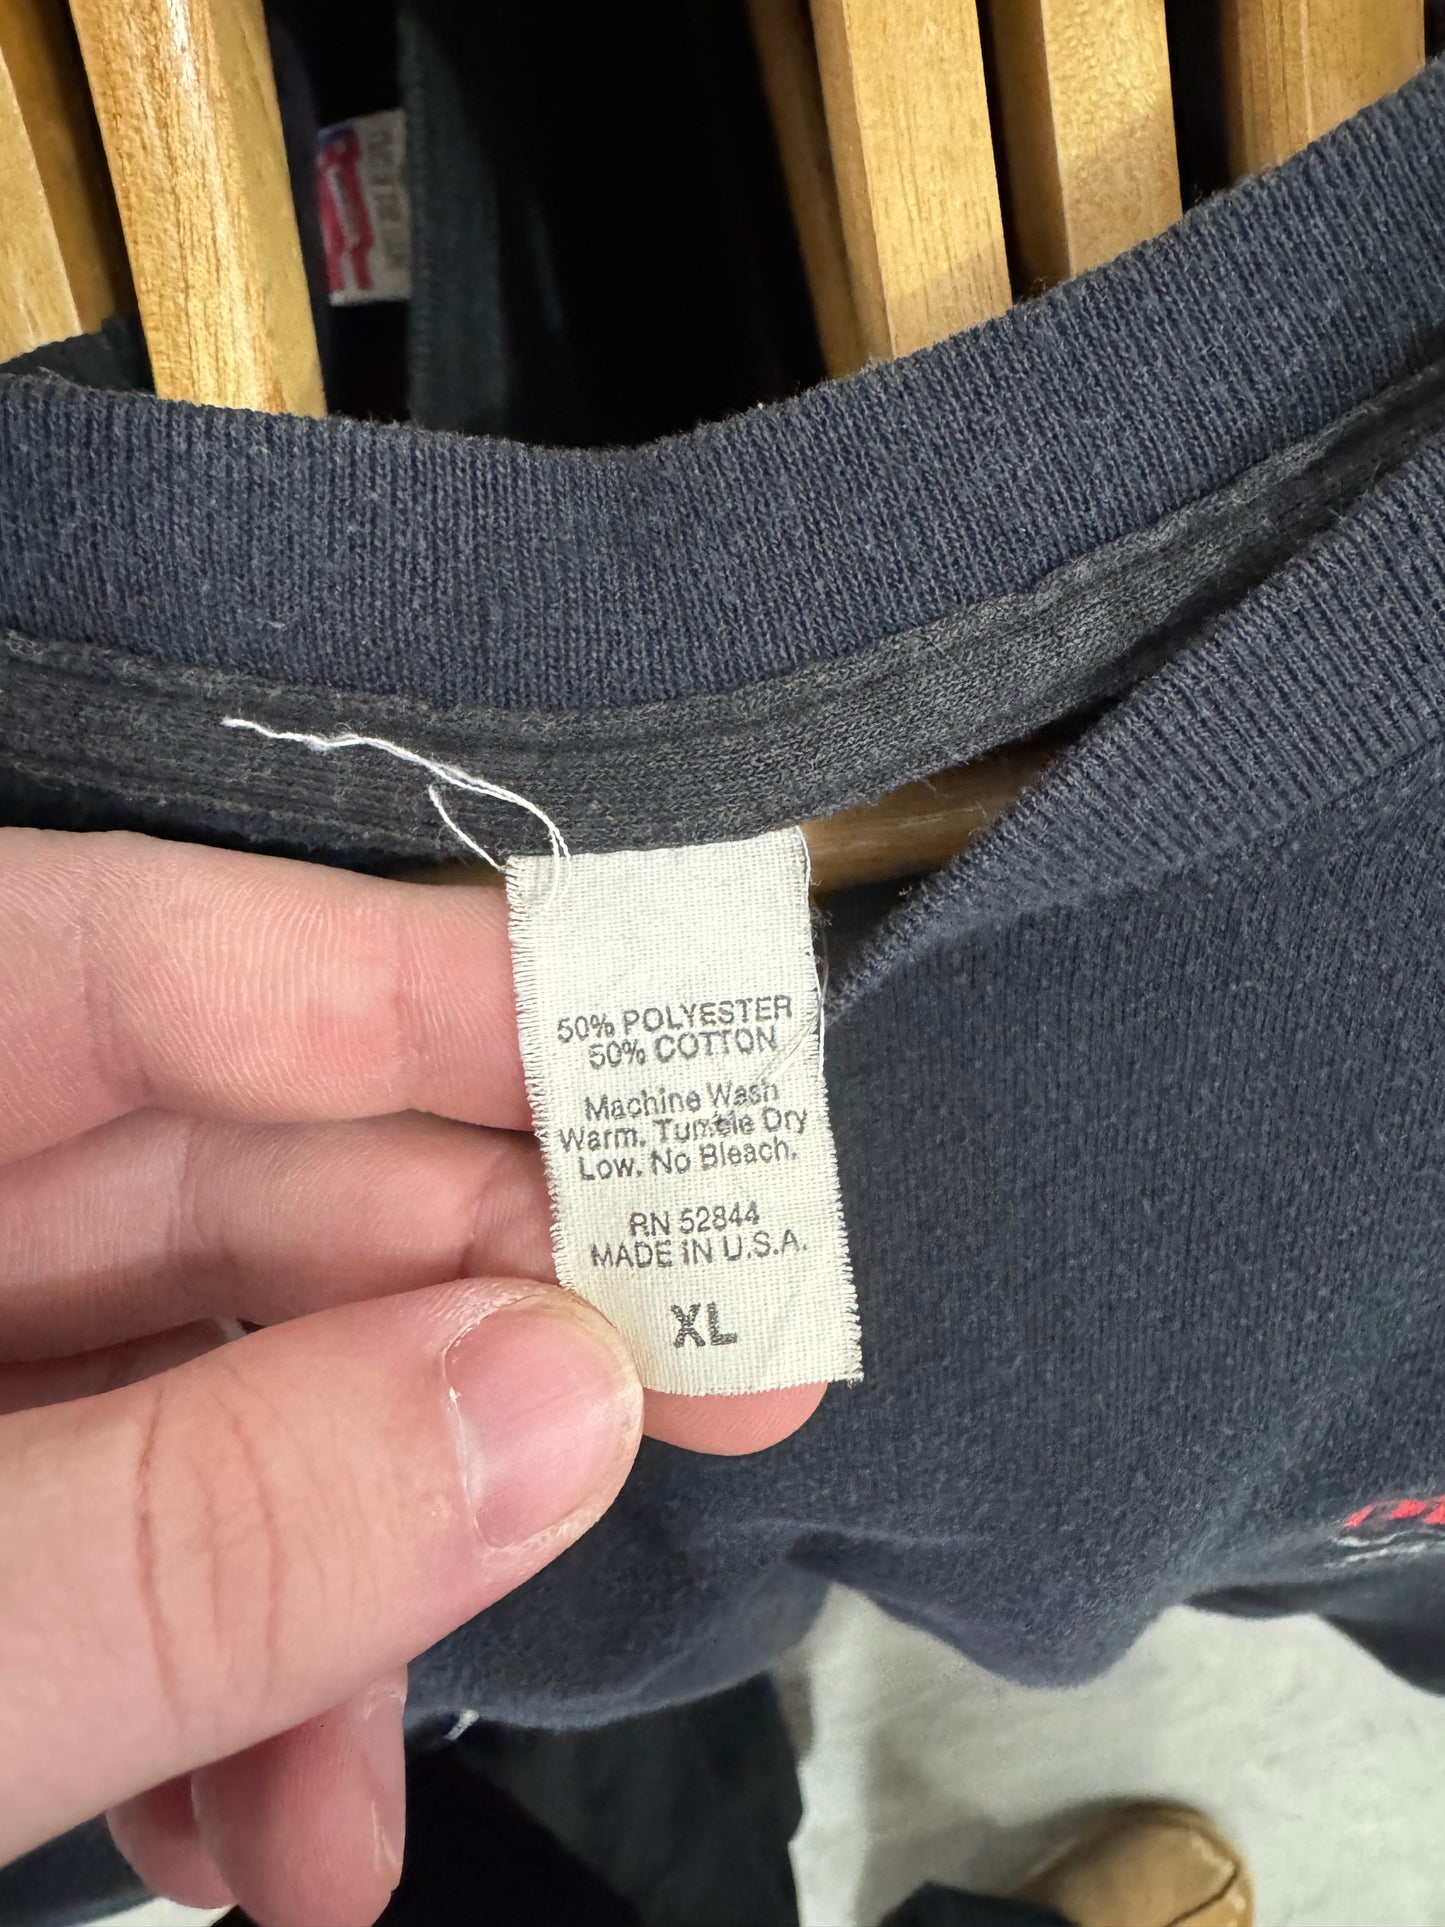 50% POLYESTER
50% COTTON
Machine Wash
Warm. Tumble Dry
Low. No Bleach.
RN 52844
MADE IN U.S.A.
XL